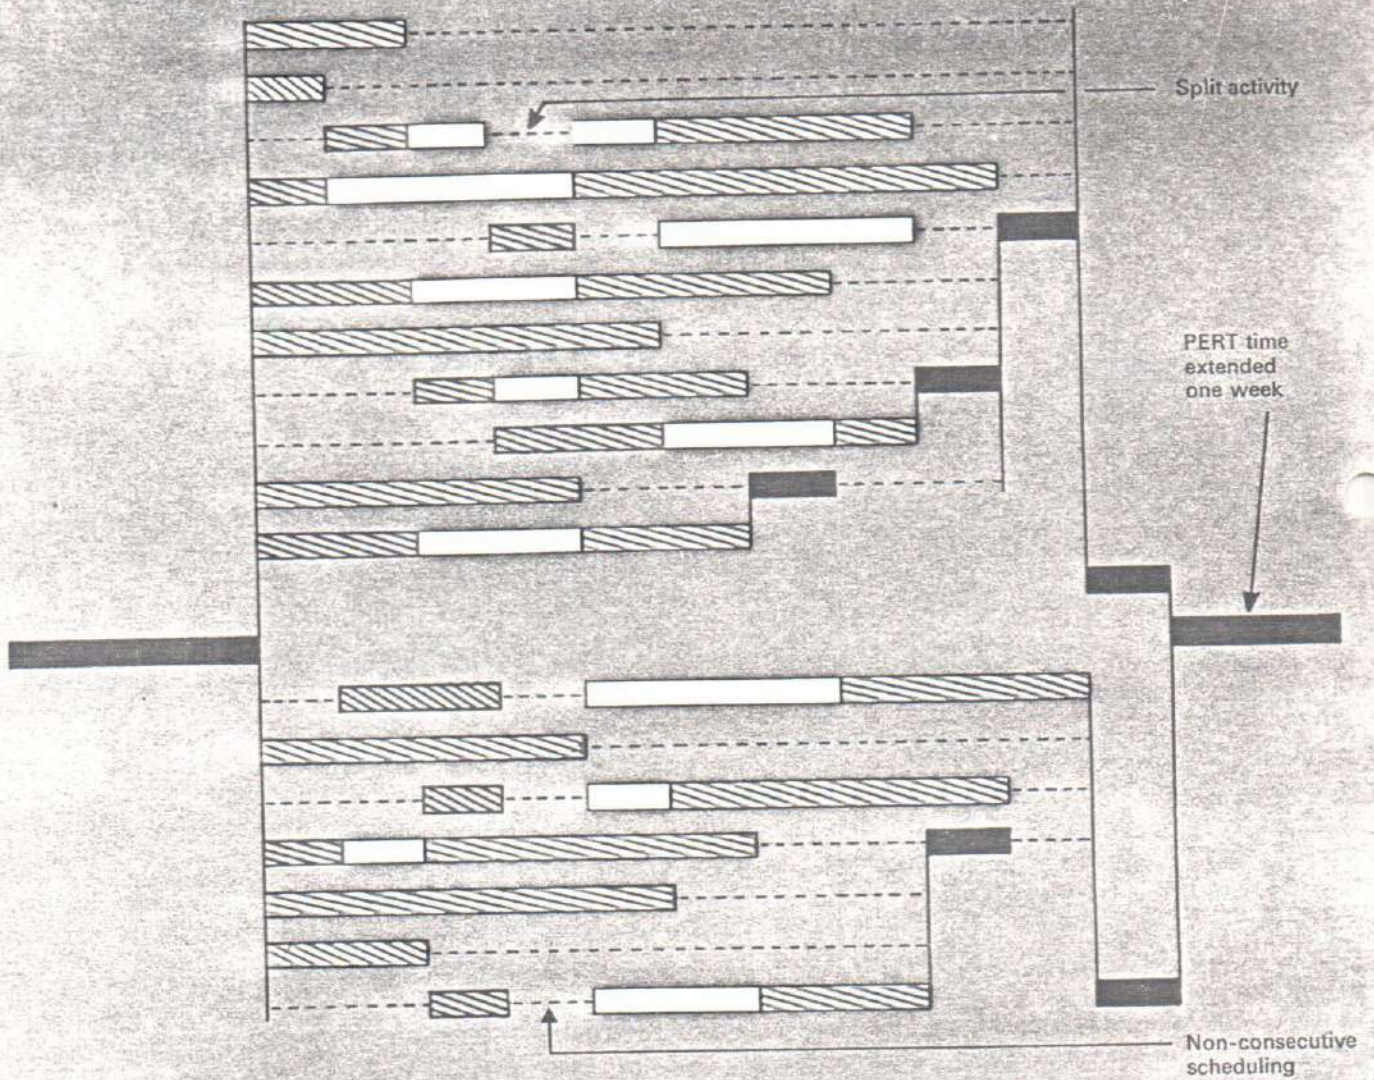 Split activity
PERT time
extended
one week
Non-consecutive
scheduling